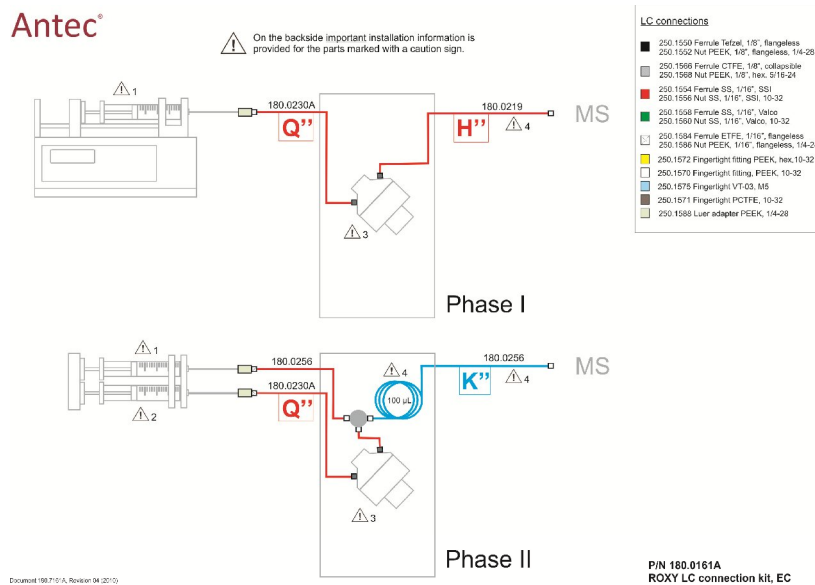 Antec®
On the backside important installation information is
provided for the parts marked with a caution sign.
LC connections
250.1550 Ferrule Tefzel, 1/8", flangeless
250.1552 Nut PEEK, 1/8", flangeless, 1/4-28
250.1566 Ferrule CTFE, 1/8", collapsible
250.1568 Nut PEEK, 1/8", hex. 5/16-24
250.1554 Ferrule SS, 1/16", SSI
250.1556 Nut SS, 1/16", SSI, 10-32
250.1558 Ferrule SS, 1/16", Valco
250.1560 Nut SS, 1/16", Valco, 10-32
250.1584 Ferrule ETFE, 1/16", flangeless
250.1586 Nut PEEK, 1/16", flangeless, 1/4-2
250.1572 Fingertight fitting PEEK, hex,10-32
250.1570 Fingertight fitting, PEEK, 10-32
250.1575 Fingertight VT-03, M5
250.1571 Fingertight PCTFE, 10-32
250.1588 Luer adapter PEEK, 1/4-28
! 1
180.0230A
Q”
180.0219
H”
! 4
MS
! 3
Phase I
! 1
180.0256
180.0230A
Q”
! 2
! 4
100 µL
180.0256
K”
! 4
MS
! 3
Phase II
P/N 180.0161A
ROXY LC connection kit, EC
Document 180.7161A, Revision 04 (2010)